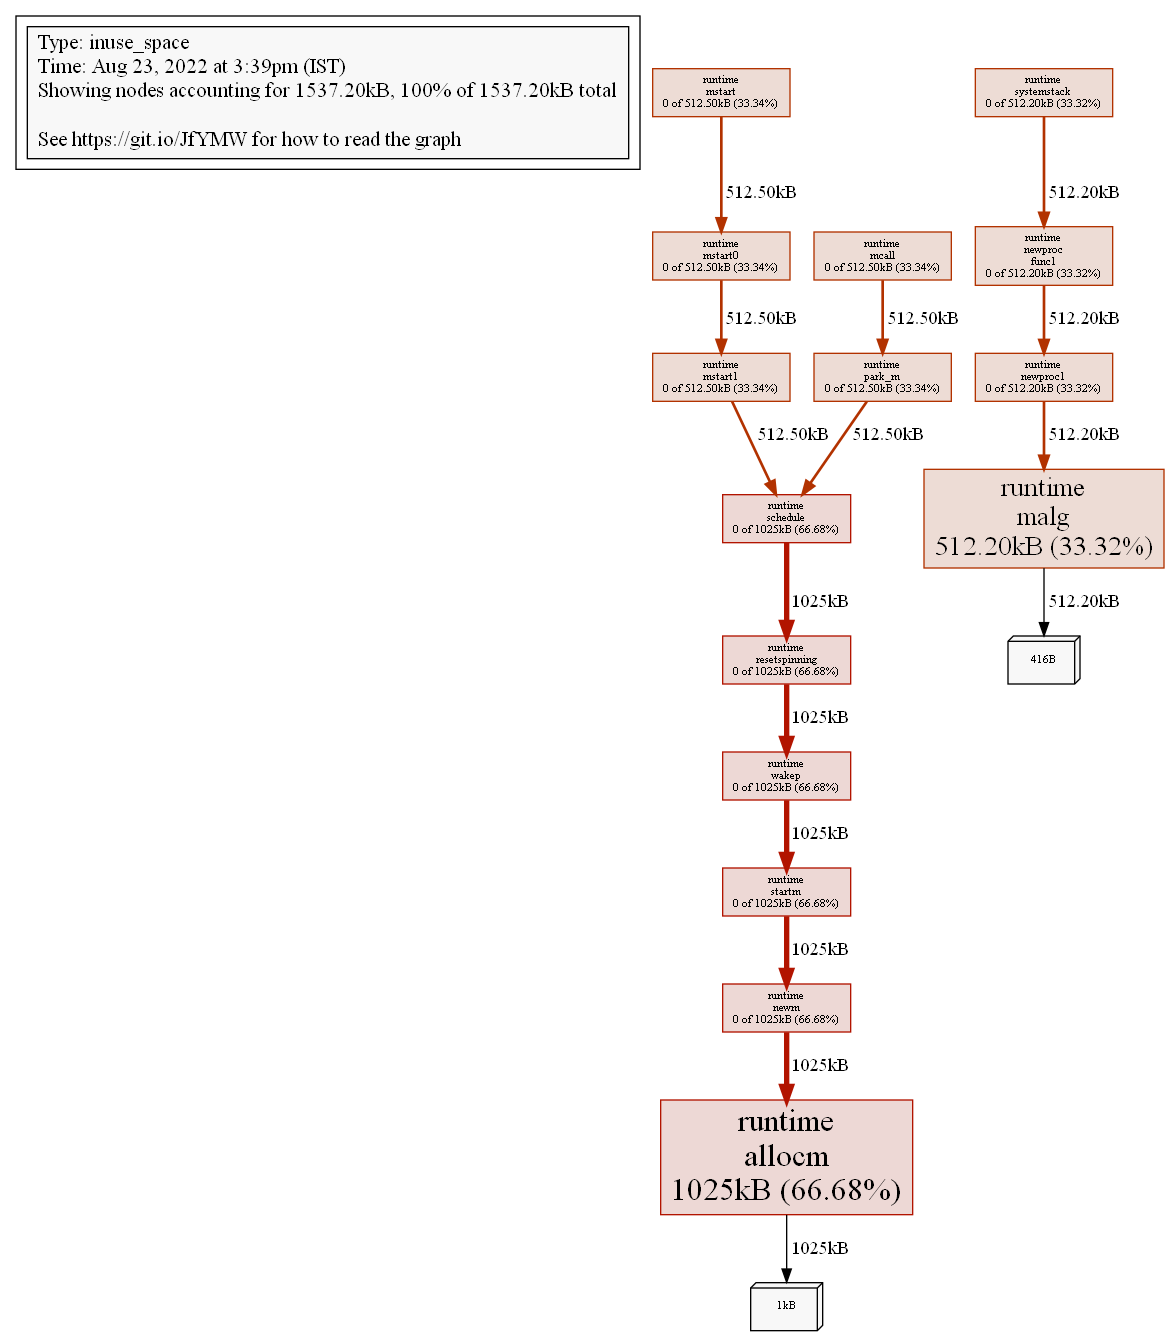 Type: inuse_space
Time: Aug 23, 2022 at 3:39pm (IST)
Showing nodes accounting for 1537.20kB, 100% of 1537.20kB total
See https://git.io/JfYMW for how to read the graph
runtime
mstart
0 of 512.50kB (33.34%)
runtime
systemstack
0 of 512.20kB (33.32%)
512.50kB
512.20kB
runtime
mstart0
0 of 512.50kB (33.34%)
runtime
mcall
0 of 512.50kB (33.34%)
runtime
newproc
func1
0 of 512.20kB (33.32%)
512.50kB
512.50kB
512.20kB
runtime
mstart1
0 of 512.50kB (33.34%)
runtime
park_m
0 of 512.50kB (33.34%)
runtime
newproc1
0 of 512.20kB (33.32%)
512.50kB
512.50kB
512.20kB
runtime
schedule
0 of 1025kB (66.68%)
runtime
malg
512.20kB (33.32%)
1025kB
512.20kB
runtime
resetspinning
0 of 1025kB (66.68%)
416B
1025kB
runtime
wakep
0 of 1025kB (66.68%)
1025kB
runtime
startm
0 of 1025kB (66.68%)
1025kB
runtime
newm
0 of 1025kB (66.68%)
1025kB
runtime
allocm
1025kB (66.68%)
1025kB
1kB